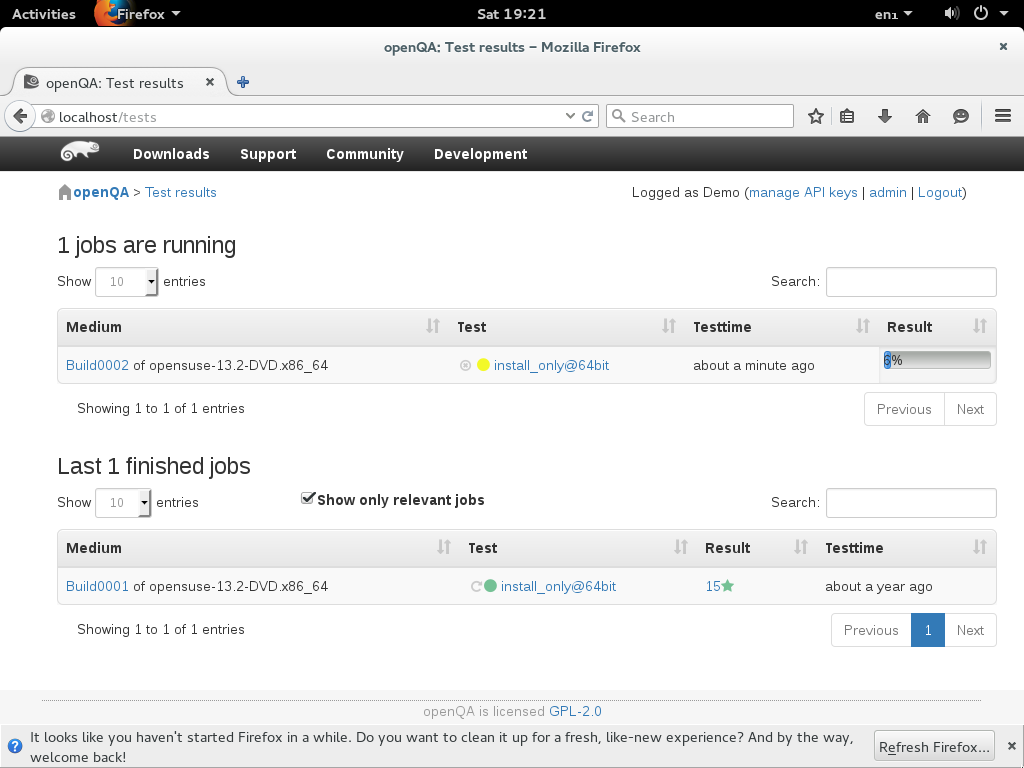 Activities Firefox Sat 19:21 en1
openQA: Test results – Mozilla Firefox
openQA: Test results
localhost/tests Search
Downloads Support Community Development
openQA > Test results Logged as Demo (manage API keys | admin | Logout)
1 jobs are running
Show 10 entries Search:
Medium Test Testtime Result
Build0002 of opensuse-13.2-DVD.x86_64 install_only@64bit about a minute ago 6%
Showing 1 to 1 of 1 entries Previous Next
Last 1 finished jobs
Show 10 entries Show only relevant jobs Search:
Medium Test Result Testtime
Build0001 of opensuse-13.2-DVD.x86_64 install_only@64bit 15 about a year ago
Showing 1 to 1 of 1 entries Previous 1 Next
openQA is licensed GPL-2.0
It looks like you haven't started Firefox in a while. Do you want to clean it up for a fresh, like-new experience? And by the way,
welcome back! Refresh Firefox...